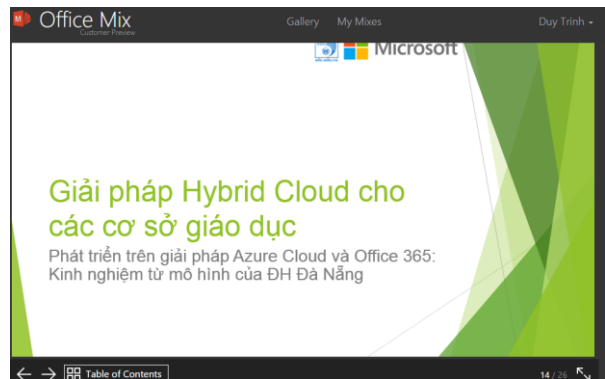 Office Mix
Customer Preview
Gallery My Mixes Duy Trinh
Microsoft
Giải pháp Hybrid Cloud cho
các cơ sở giáo dục
Phát triển trên giải pháp Azure Cloud và Office 365:
Kinh nghiệm từ mô hình của ĐH Đà Nẵng
Table of Contents
14 / 26